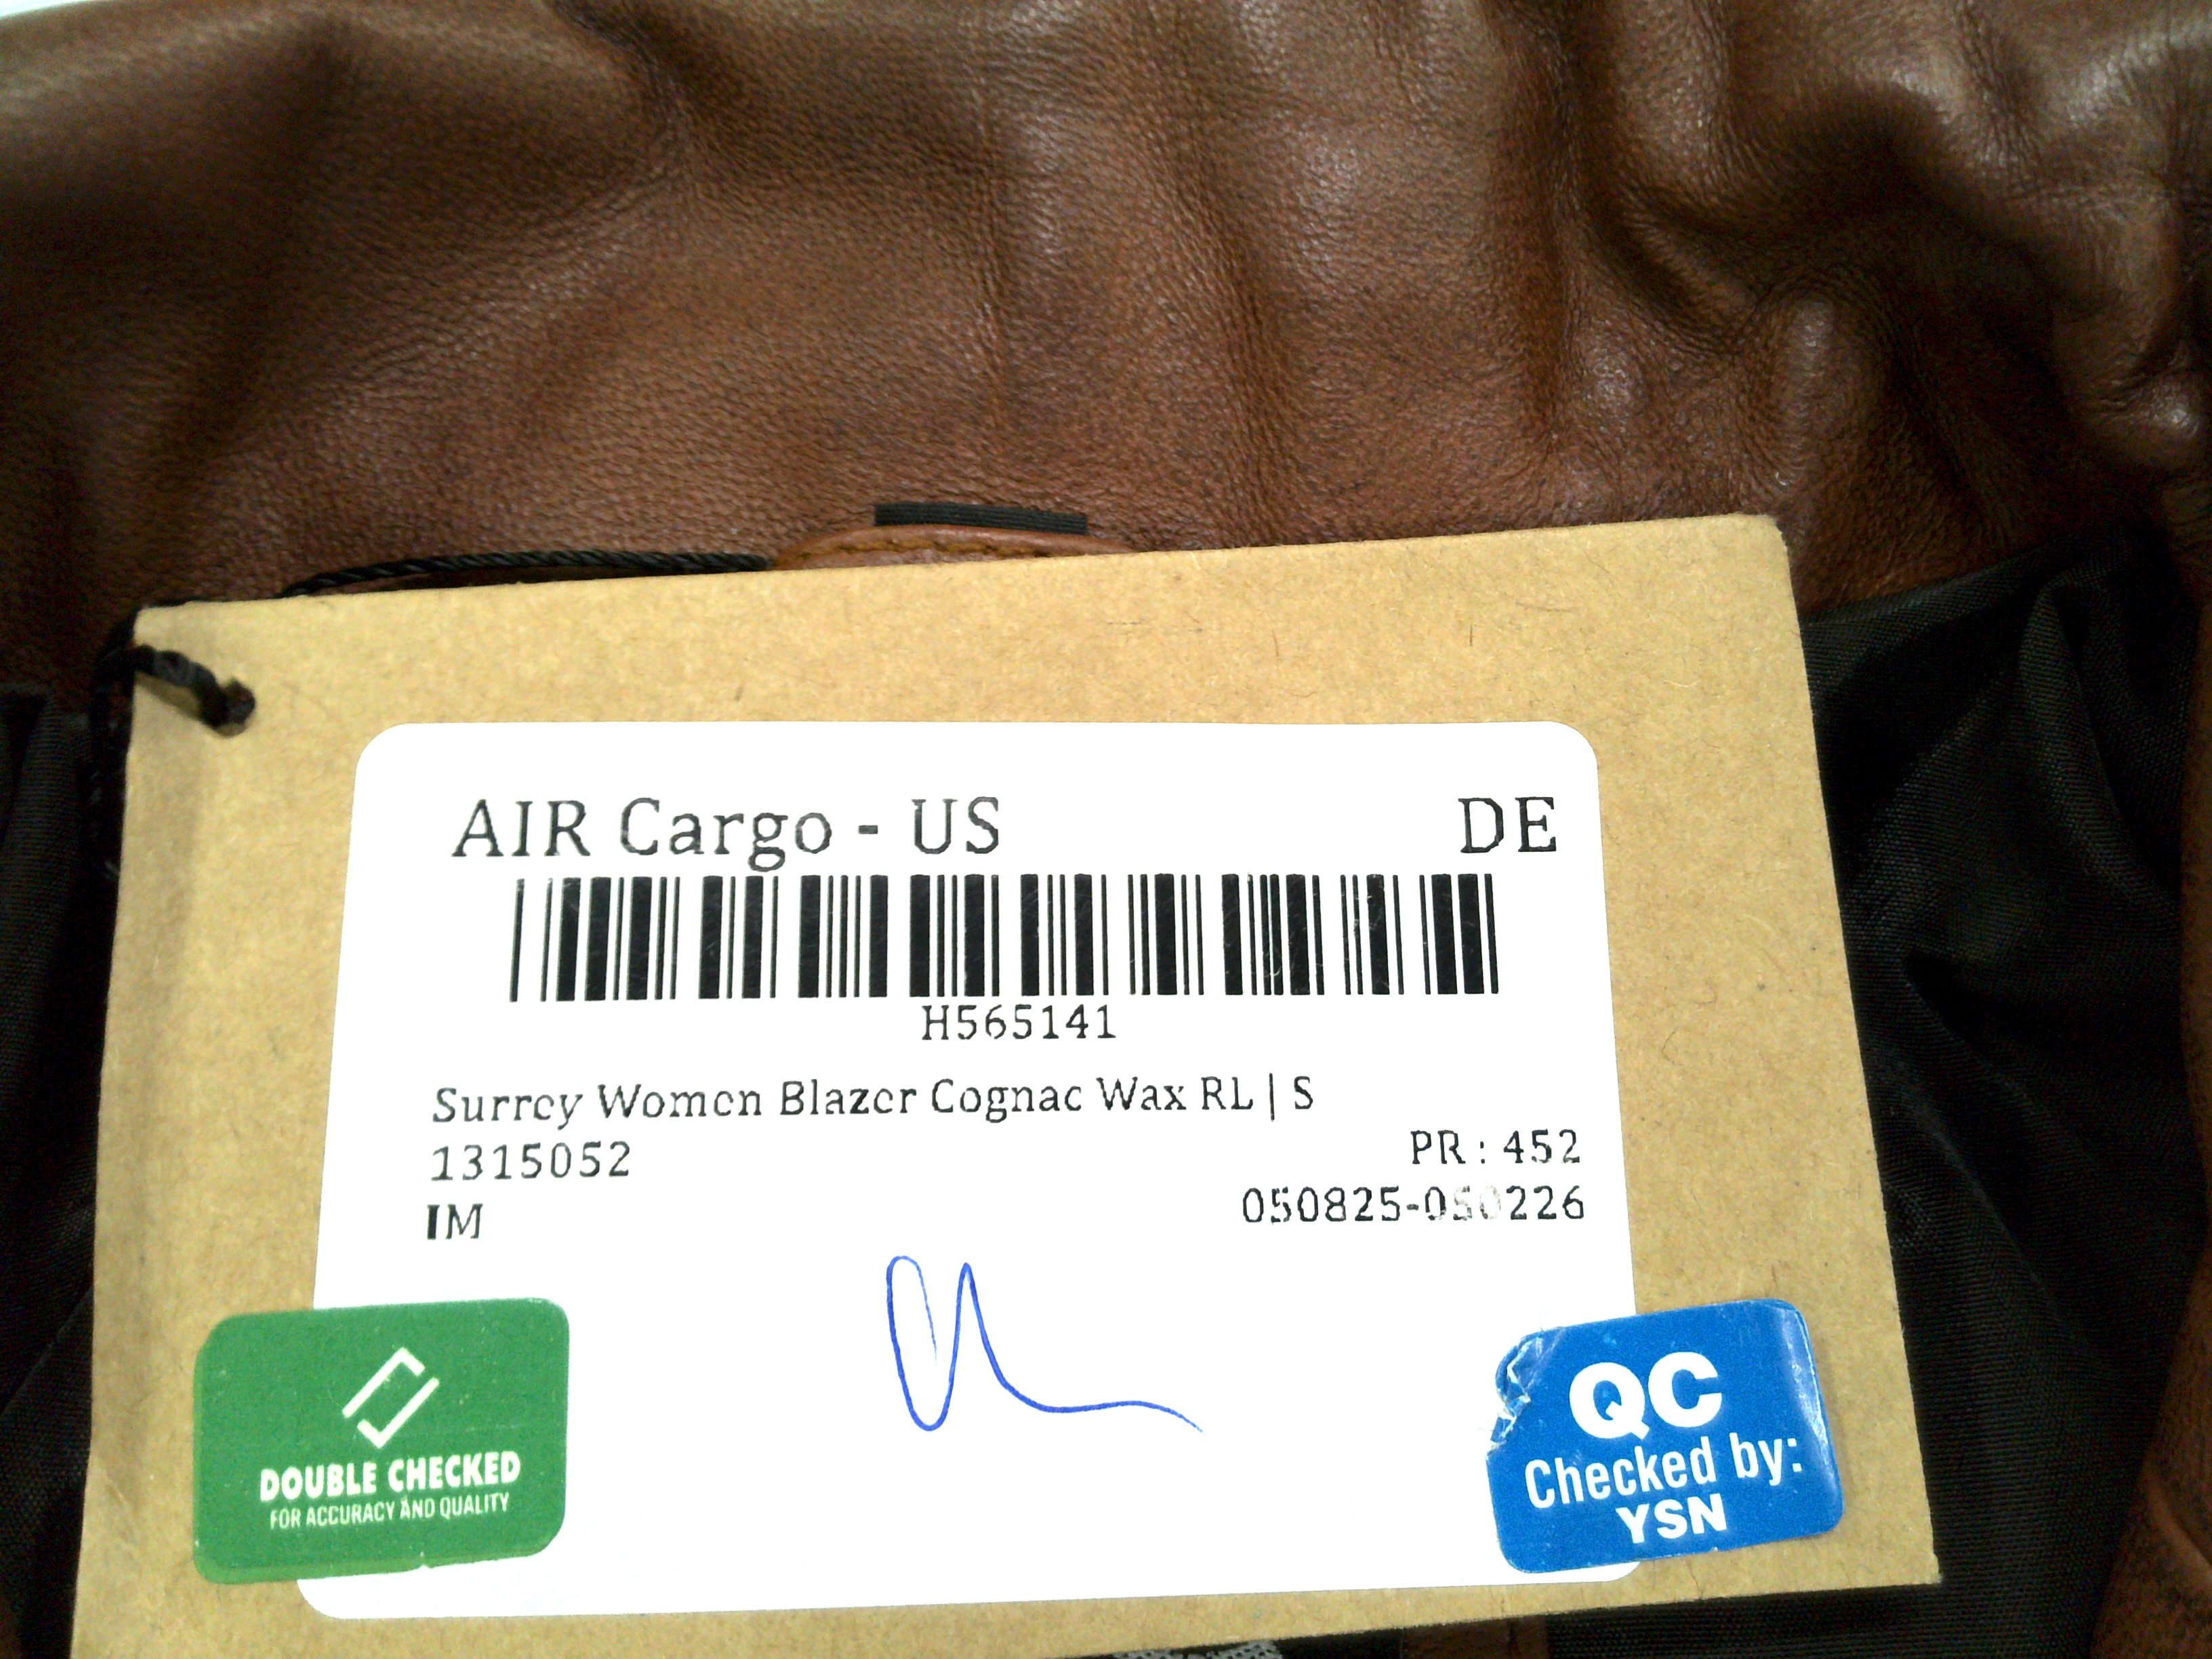 AIR Cargo - US DE
H565141
Surrey Women Blazer Cognac Wax RL | S
1315052 PR : 452
IM 050825-050226
DOUBLE CHECKED
FOR ACCURACY AND QUALITY
QC
Checked by:
YSN